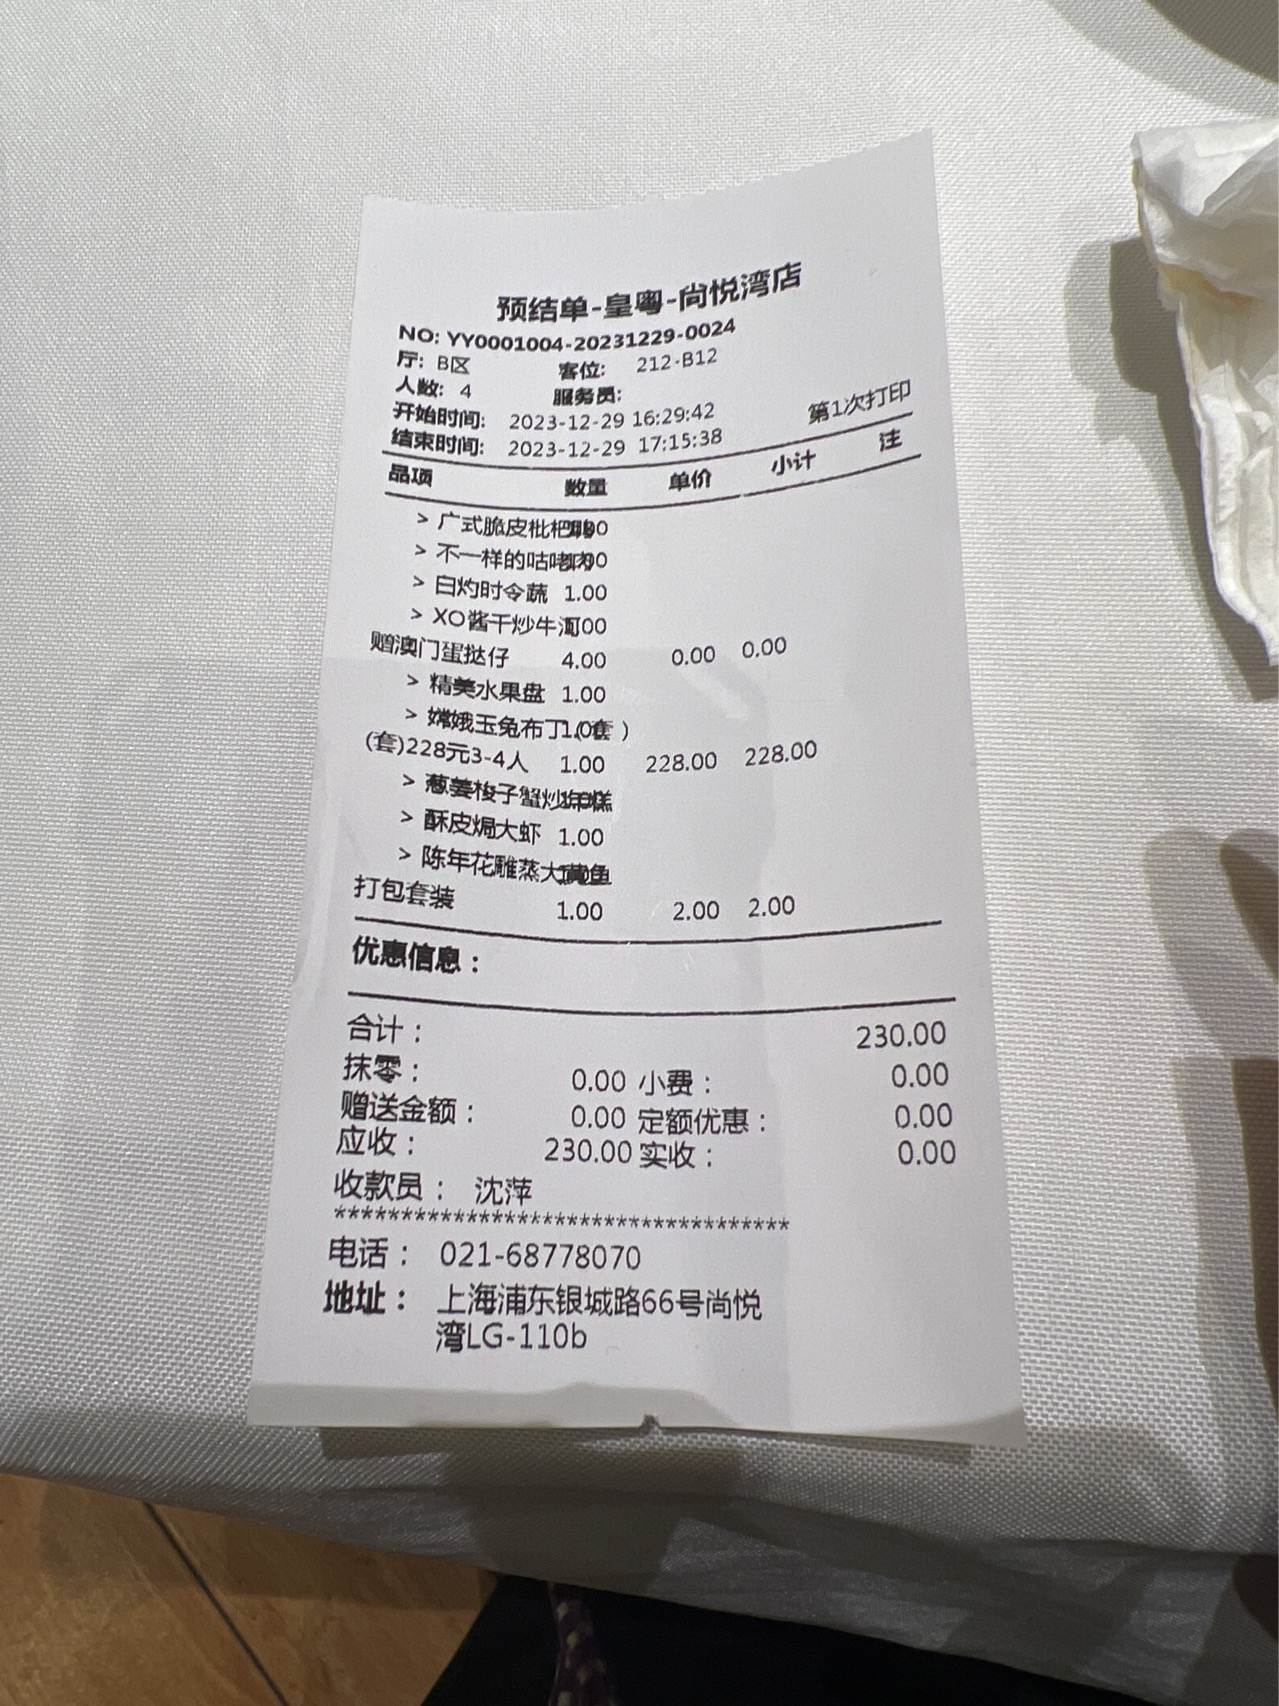 预结单-皇粤-尚悦湾店
NO: YY0001004-20231229-0024
厅: B区 客位: 212-B12
人数: 4 服务员:
开始时间: 2023-12-29 16:29:42 第1次打印
结束时间: 2023-12-29 17:15:38
品项 数量 单价 小计 注
> 广式脆皮枇杷鸭
> 不一样的咕咾肉
> 白灼时令蔬 1.00
> XO酱干炒牛河
赠澳门蛋挞仔 4.00 0.00 0.00
> 精美水果盘 1.00
> 嫦娥玉兔布丁(套)
(套)228元3-4人 1.00 228.00 228.00
> 葱姜梭子蟹炒年糕
> 酥皮焗大虾 1.00
> 陈年花雕蒸大黄鱼
打包套装 1.00 2.00 2.00
优惠信息：
合计： 230.00
抹零： 0.00 小费： 0.00
赠送金额： 0.00 定额优惠： 0.00
应收： 230.00 实收： 0.00
收款员： 沈萍
***********************************
电话： 021-68778070
地址： 上海浦东银城路66号尚悦
湾LG-110b